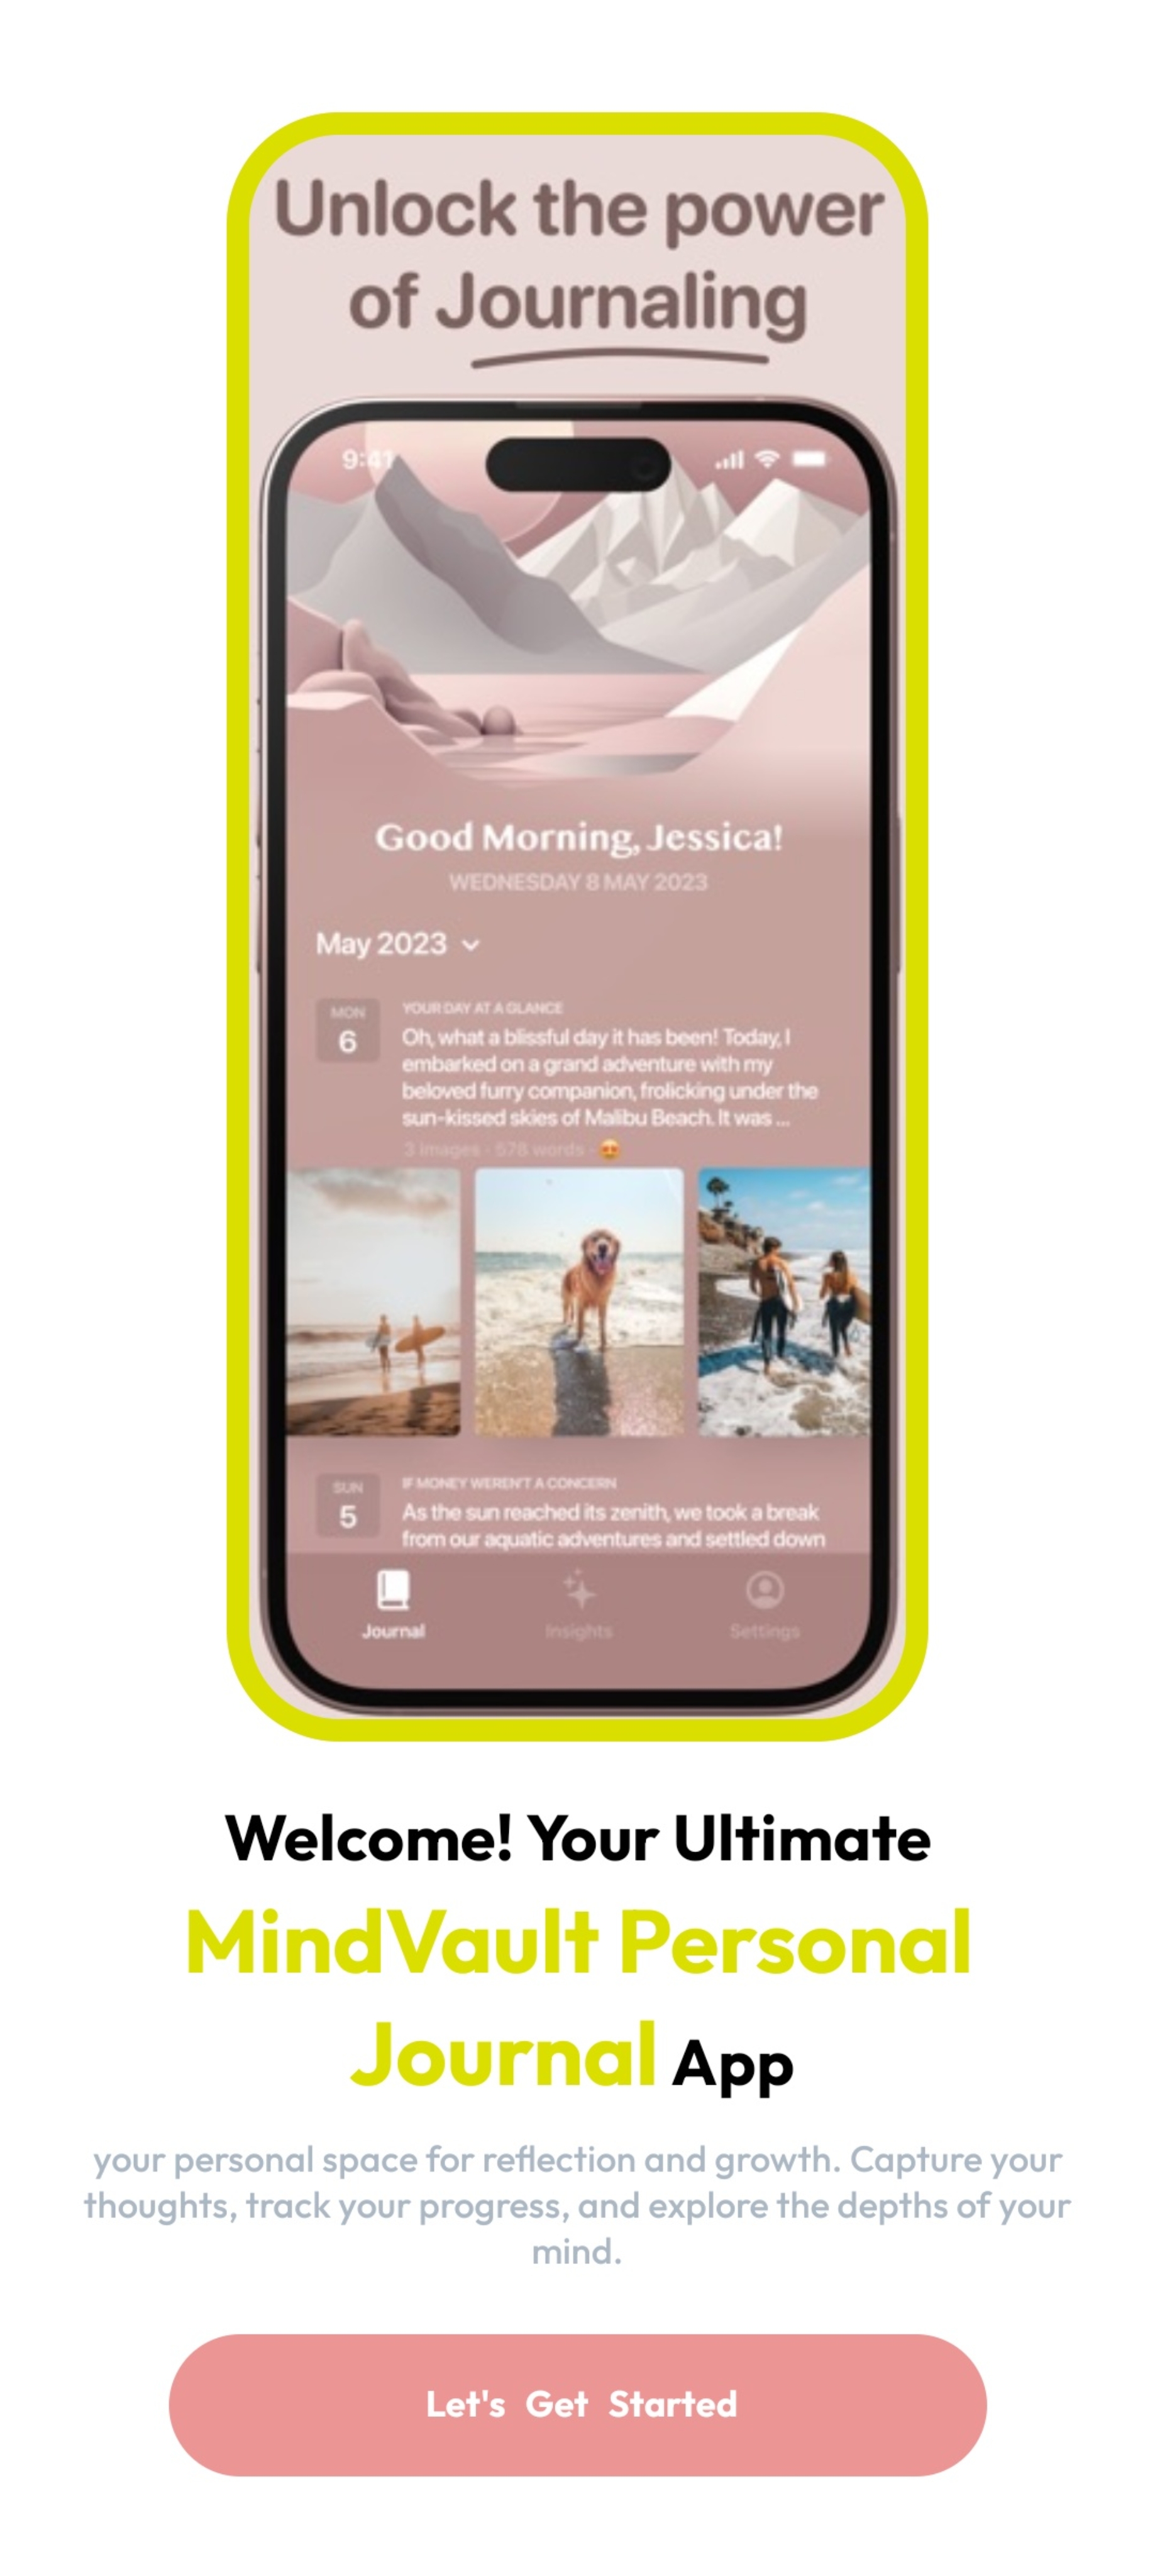 Unlock the power
of Journaling
9:41
Good Morning, Jessica!
WEDNESDAY 8 MAY 2023
May 2023
MON
6
YOUR DAY AT A GLANCE
Oh, what a blissful day it has been! Today, I
embarked on a grand adventure with my
beloved furry companion, frolicking under the
sun-kissed skies of Malibu Beach. It was ...
3 images - 578 words - 😍
SUN
5
IF MONEY WEREN'T A CONCERN
As the sun reached its zenith, we took a break
from our aquatic adventures and settled down
Journal
Insights
Settings
Welcome! Your Ultimate
MindVault Personal
Journal App
your personal space for reflection and growth. Capture your
thoughts, track your progress, and explore the depths of your
mind.
Let's Get Started